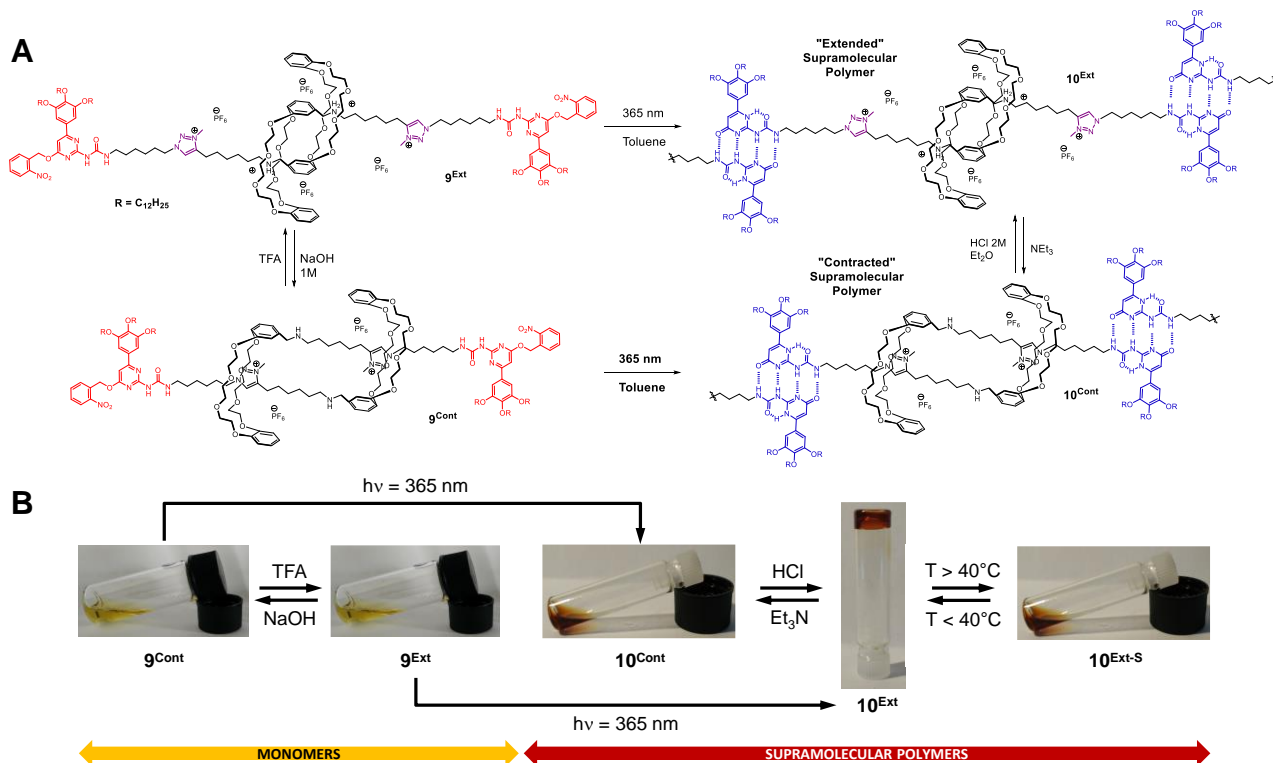 A
"Extended"
Supramolecular
Polymer
10Ext
9Ext
R = C12H25
365 nm
Toluene
TFA
NaOH
1M
HCl 2M
Et2O
NEt3
"Contracted"
Supramolecular
Polymer
9Cont
365 nm
Toluene
10Cont
B
hν = 365 nm
TFA
NaOH
HCl
Et3N
T > 40°C
T < 40°C
9Cont
9Ext
10Cont
10Ext
10Ext-S
hν = 365 nm
MONOMERS
SUPRAMOLECULAR POLYMERS